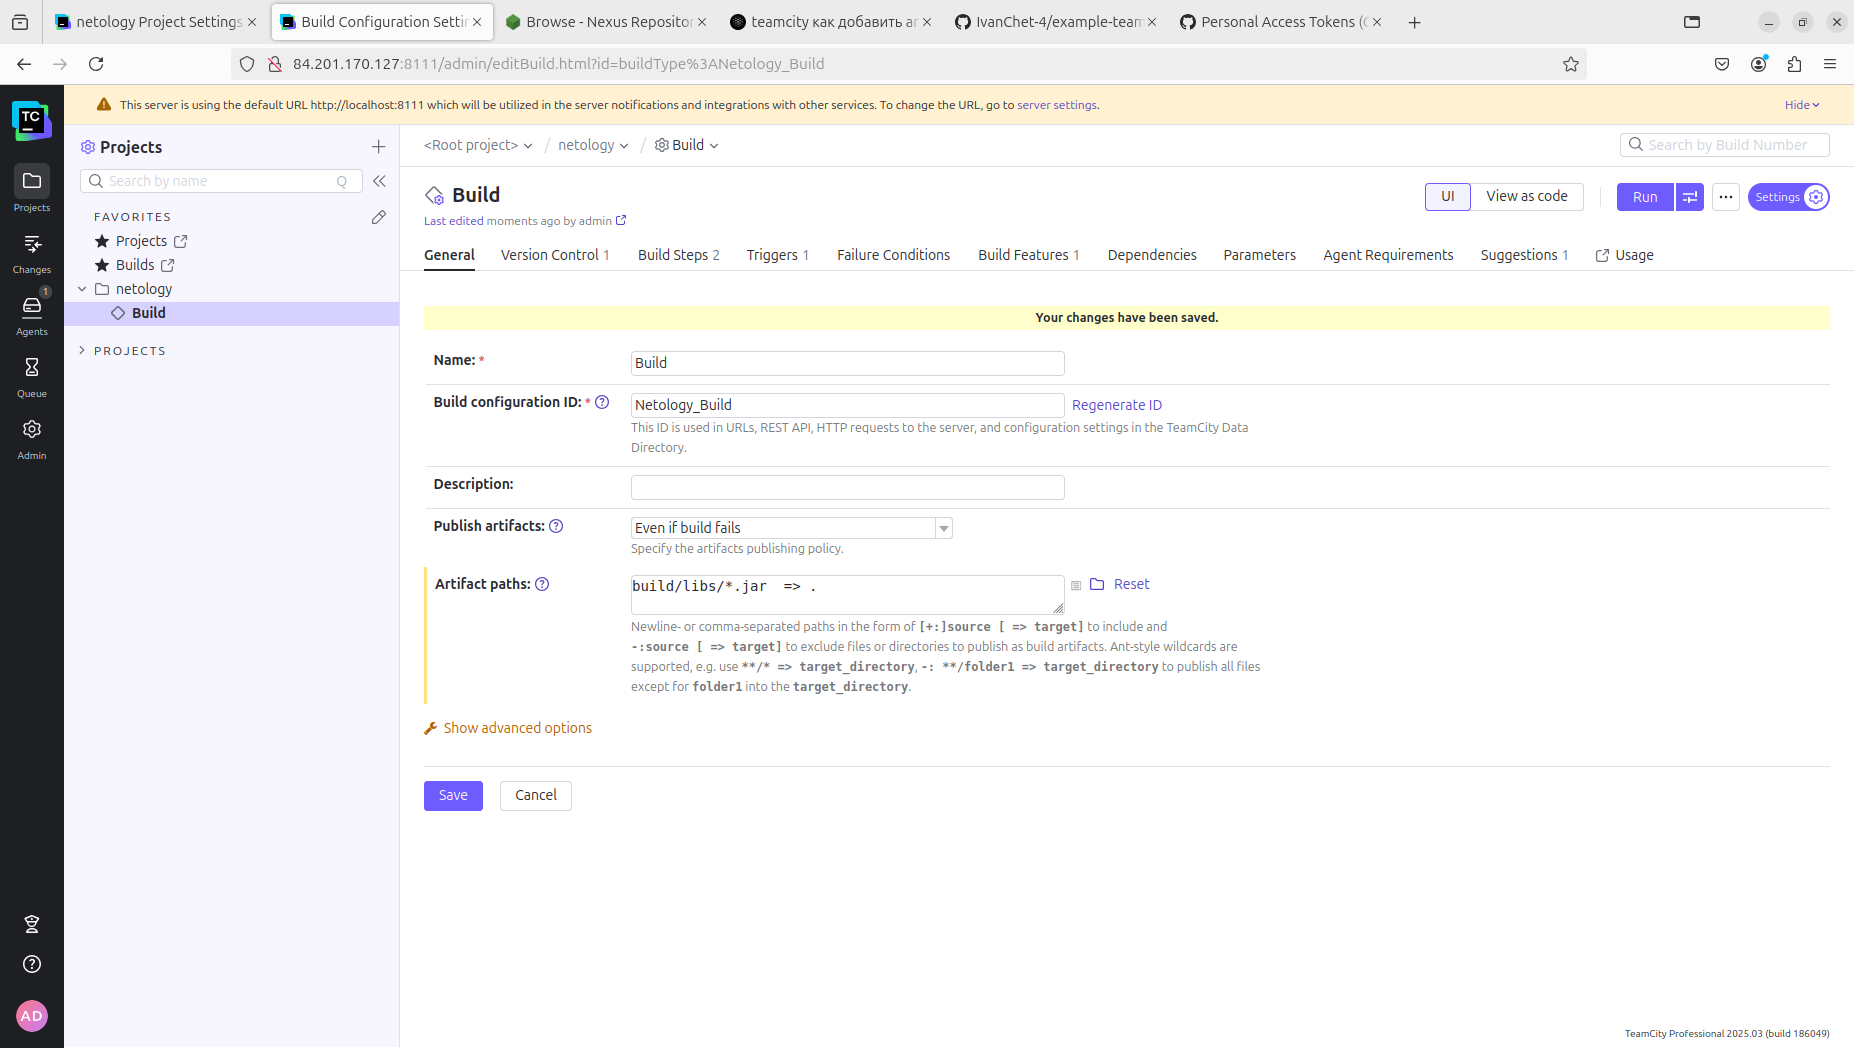 netology Project Settings
Build Configuration Settin
Browse - Nexus Repositor
teamcity как добавить аг
IvanChet-4/example-team
Personal Access Tokens (C
84.201.170.127:8111/admin/editBuild.html?id=buildType%3ANetology_Build
TC
This server is using the default URL http://localhost:8111 which will be utilized in the server notifications and integrations with other services. To change the URL, go to server settings.
Hide
Projects
Search by name
Q
FAVORITES
Projects
Builds
netology
Build
PROJECTS
Projects
Changes
1
Agents
Queue
Admin
AD
<Root project> / netology / Build
Search by Build Number
Build
Last edited moments ago by admin
UI
View as code
Run
...
Settings
General
Version Control 1
Build Steps 2
Triggers 1
Failure Conditions
Build Features 1
Dependencies
Parameters
Agent Requirements
Suggestions 1
Usage
Your changes have been saved.
Name: *
Build
Build configuration ID: *
Netology_Build
Regenerate ID
This ID is used in URLs, REST API, HTTP requests to the server, and configuration settings in the TeamCity Data
Directory.
Description:
Publish artifacts:
Even if build fails
Specify the artifacts publishing policy.
Artifact paths:
build/libs/*.jar  => .
Reset
Newline- or comma-separated paths in the form of [+:]source [ => target] to include and
-:source [ => target] to exclude files or directories to publish as build artifacts. Ant-style wildcards are
supported, e.g. use **/* => target_directory, -: **/folder1 => target_directory to publish all files
except for folder1 into the target_directory.
Show advanced options
Save
Cancel
TeamCity Professional 2025.03 (build 186049)